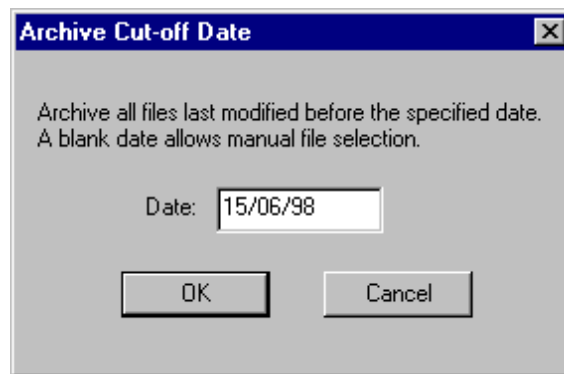 Archive Cut-off Date
Archive all files last modified before the specified date.
A blank date allows manual file selection.
Date: 15/06/98
OK Cancel